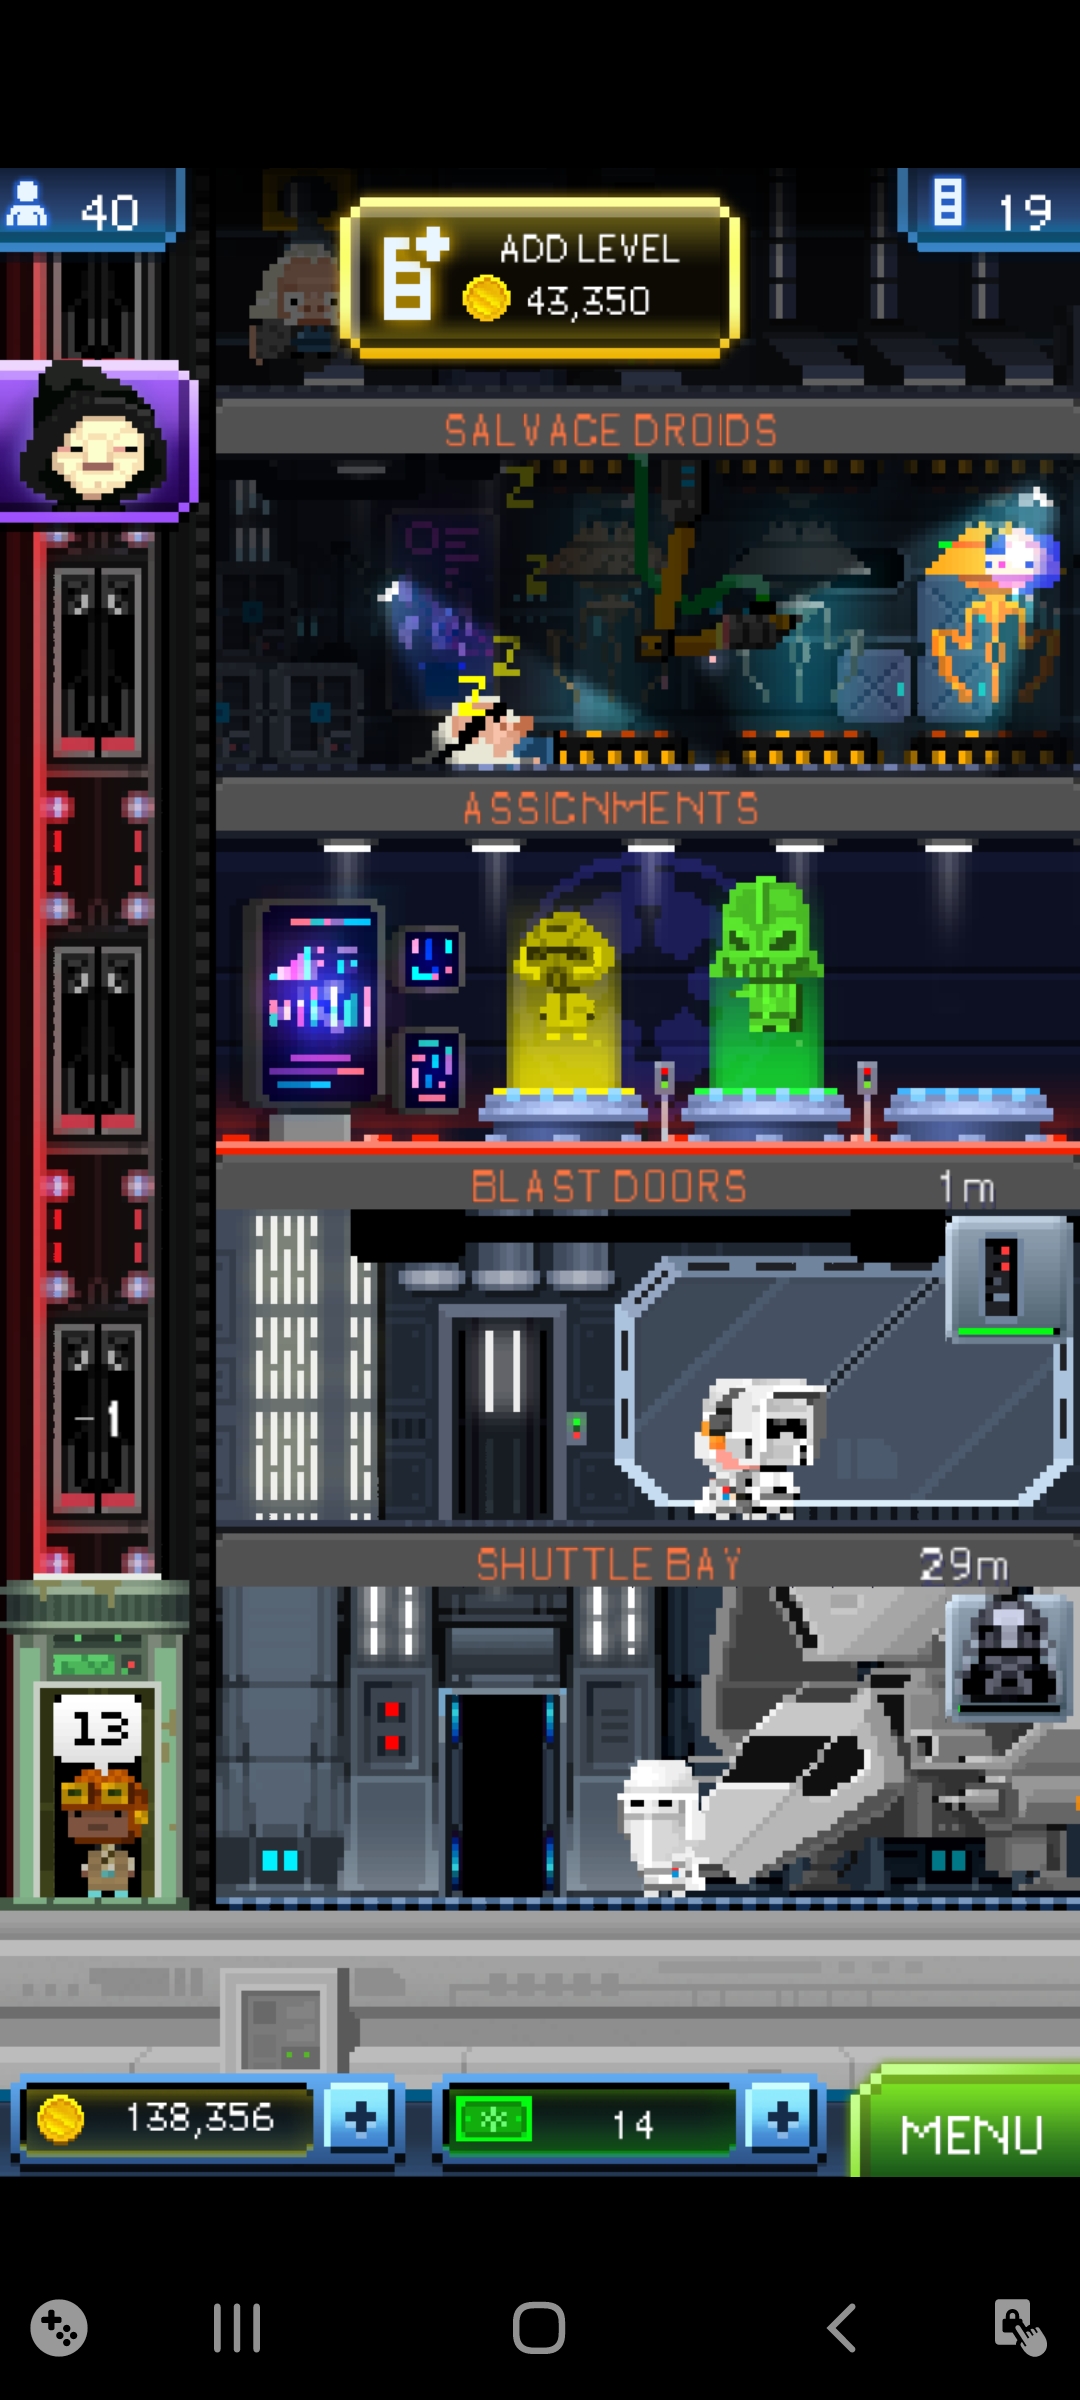 40
ADD LEVEL
43,350
19
SALVAGE DROIDS
Z
Z
Z
Z
ASSIGNMENTS
BLAST DOORS 1m
-1
SHUTTLE BAY 29m
13
138,356
14
MENU